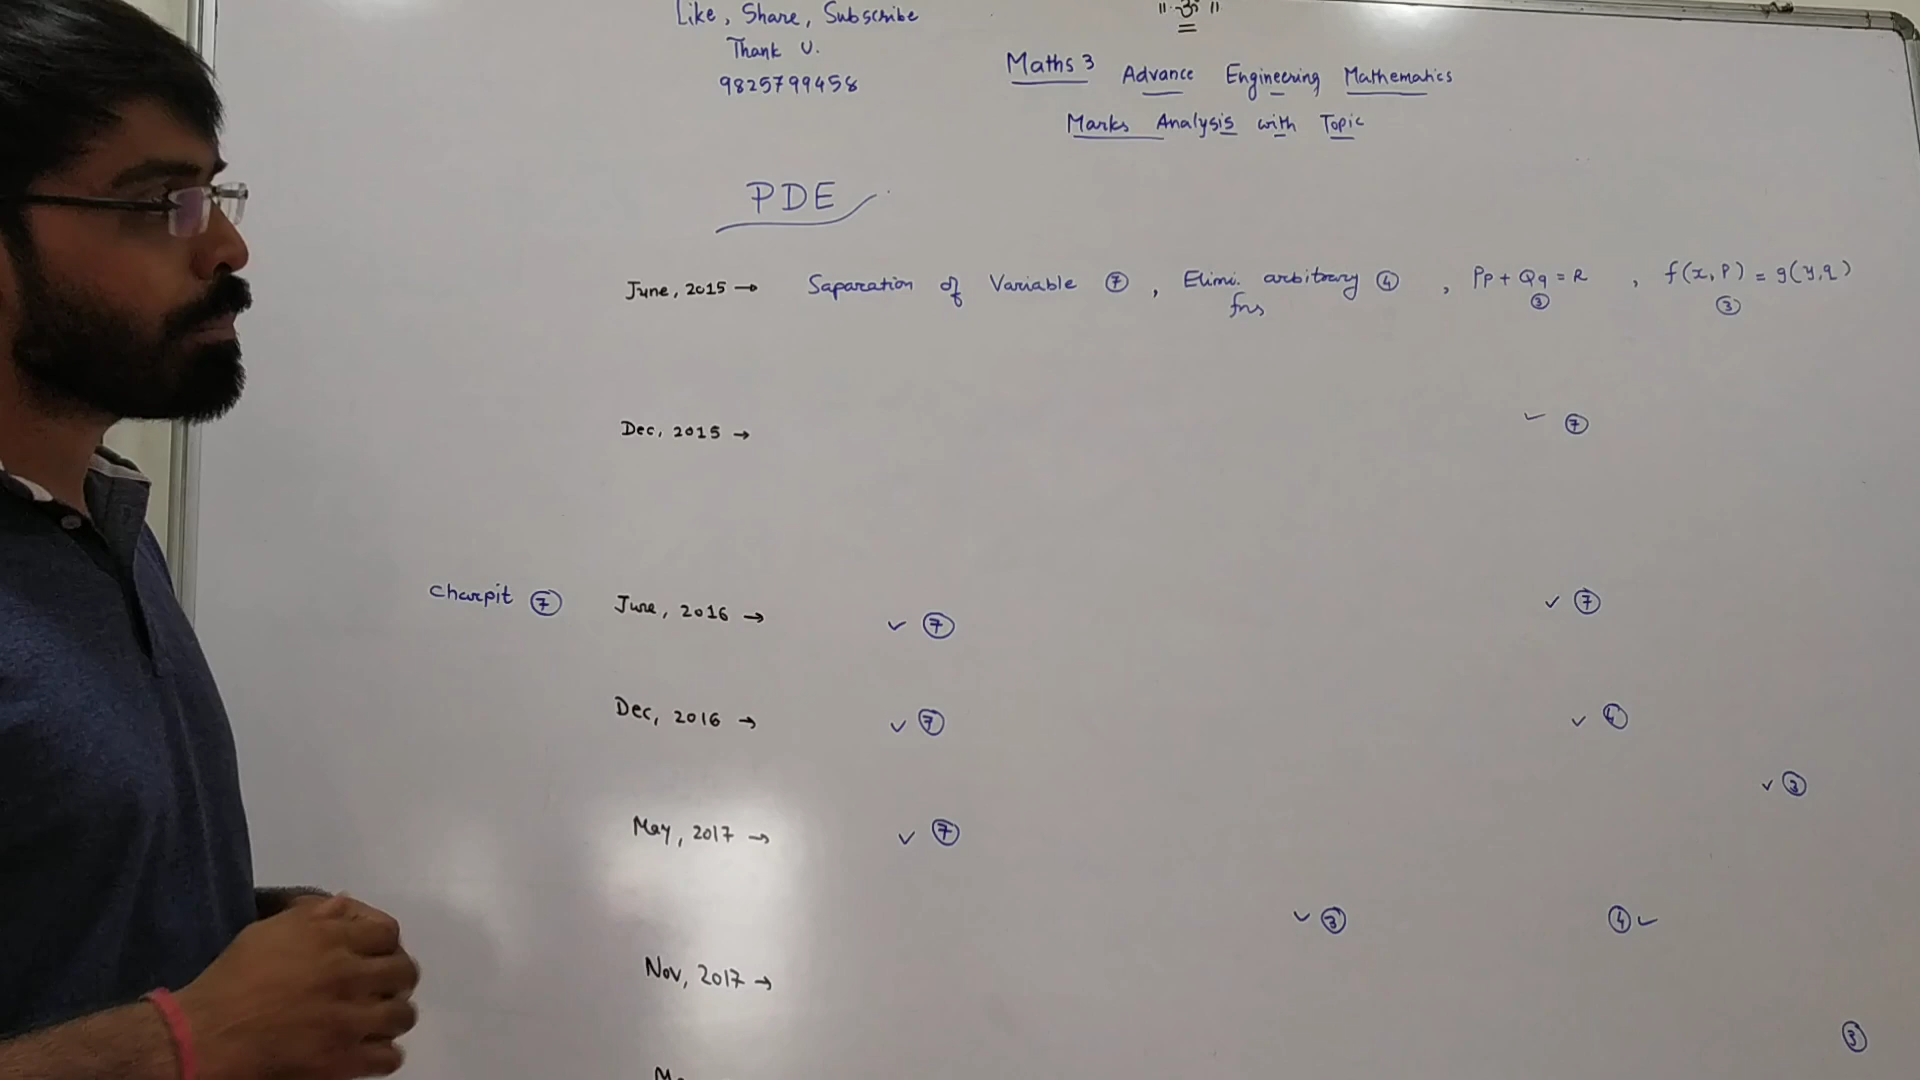 Like, Share, Subscribe
Thank U.
9825799458
॥ ॐ ॥
Maths 3 Advance Engineering Mathematics
Marks Analysis with Topic
PDE
June, 2015 → Saparation of Variable 7 , Elimi. arbitrary fns 4 , Pp + Qq = R 3 , f(x,p) = g(y,q) 3
Dec, 2015 → ✓ 7
Charpit 7 June, 2016 → ✓ 7 ✓ 7
Dec, 2016 → ✓ 7 ✓ 4
✓ 3
May, 2017 → ✓ 7
✓ 3 4 ✓
Nov, 2017 →
3